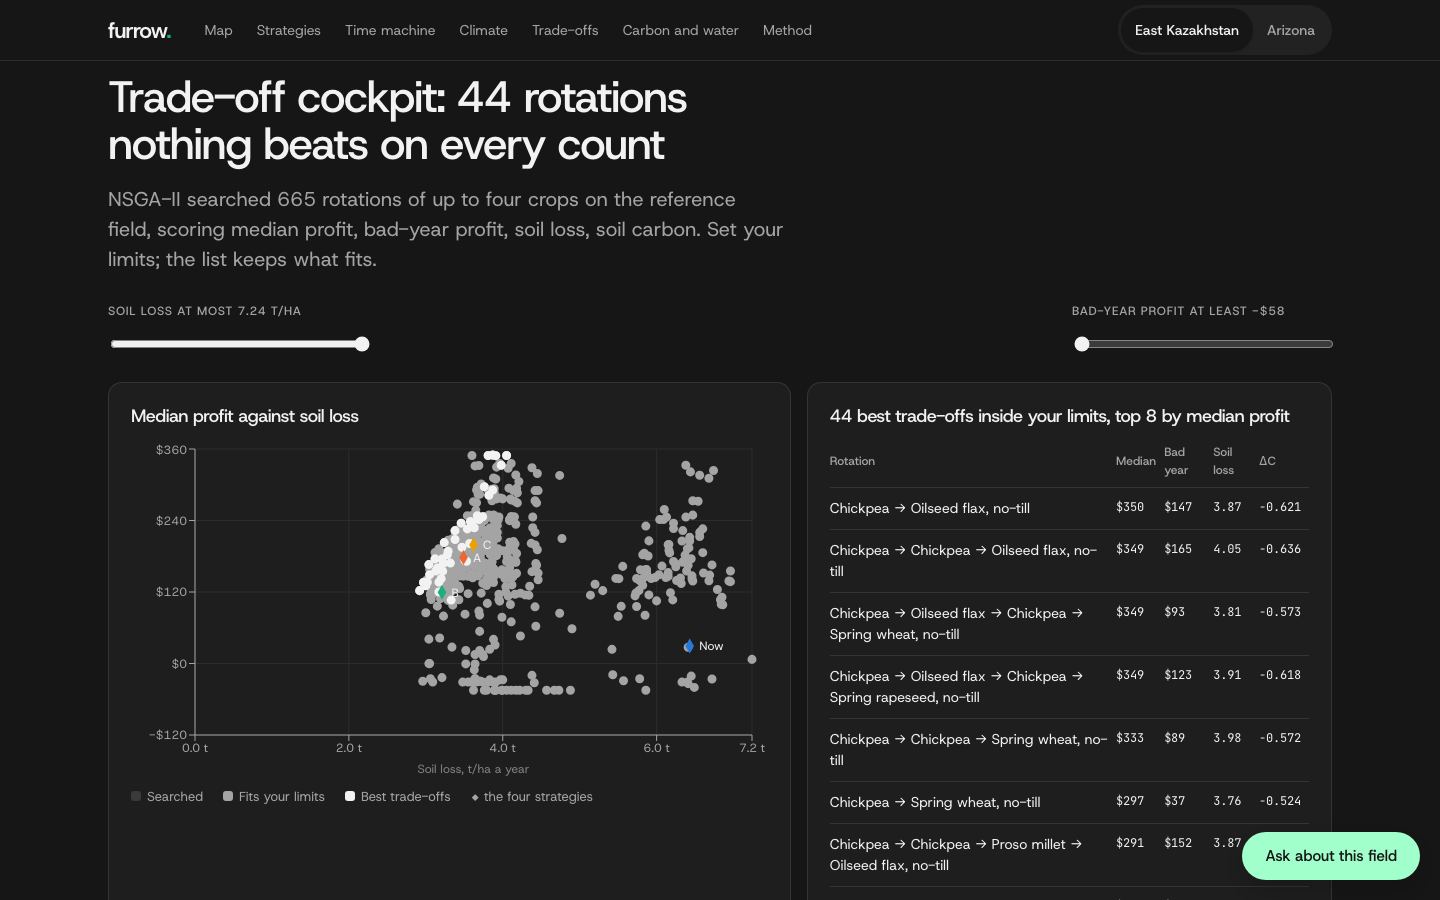 furrow.
Map Strategies Time machine Climate Trade-offs Carbon and water Method
East Kazakhstan Arizona
Trade-off cockpit: 44 rotations
nothing beats on every count
NSGA-II searched 665 rotations of up to four crops on the reference
field, scoring median profit, bad-year profit, soil loss, soil carbon. Set your
limits; the list keeps what fits.
SOIL LOSS AT MOST 7.24 T/HA
BAD-YEAR PROFIT AT LEAST -$58
Median profit against soil loss
$360
$240
$120
$0
-$120
0.0 t 2.0 t 4.0 t 6.0 t 7.2 t
C
A
B
Now
Soil loss, t/ha a year
Searched Fits your limits Best trade-offs the four strategies
44 best trade-offs inside your limits, top 8 by median profit
Rotation Median Bad year Soil loss ΔC
Chickpea → Oilseed flax, no-till $350 $147 3.87 -0.621
Chickpea → Chickpea → Oilseed flax, no- $349 $165 4.05 -0.636
till
Chickpea → Oilseed flax → Chickpea → $349 $93 3.81 -0.573
Spring wheat, no-till
Chickpea → Oilseed flax → Chickpea → $349 $123 3.91 -0.618
Spring rapeseed, no-till
Chickpea → Chickpea → Spring wheat, no- $333 $89 3.98 -0.572
till
Chickpea → Spring wheat, no-till $297 $37 3.76 -0.524
Chickpea → Chickpea → Proso millet → $291 $152 3.87
Oilseed flax, no-till
Ask about this field